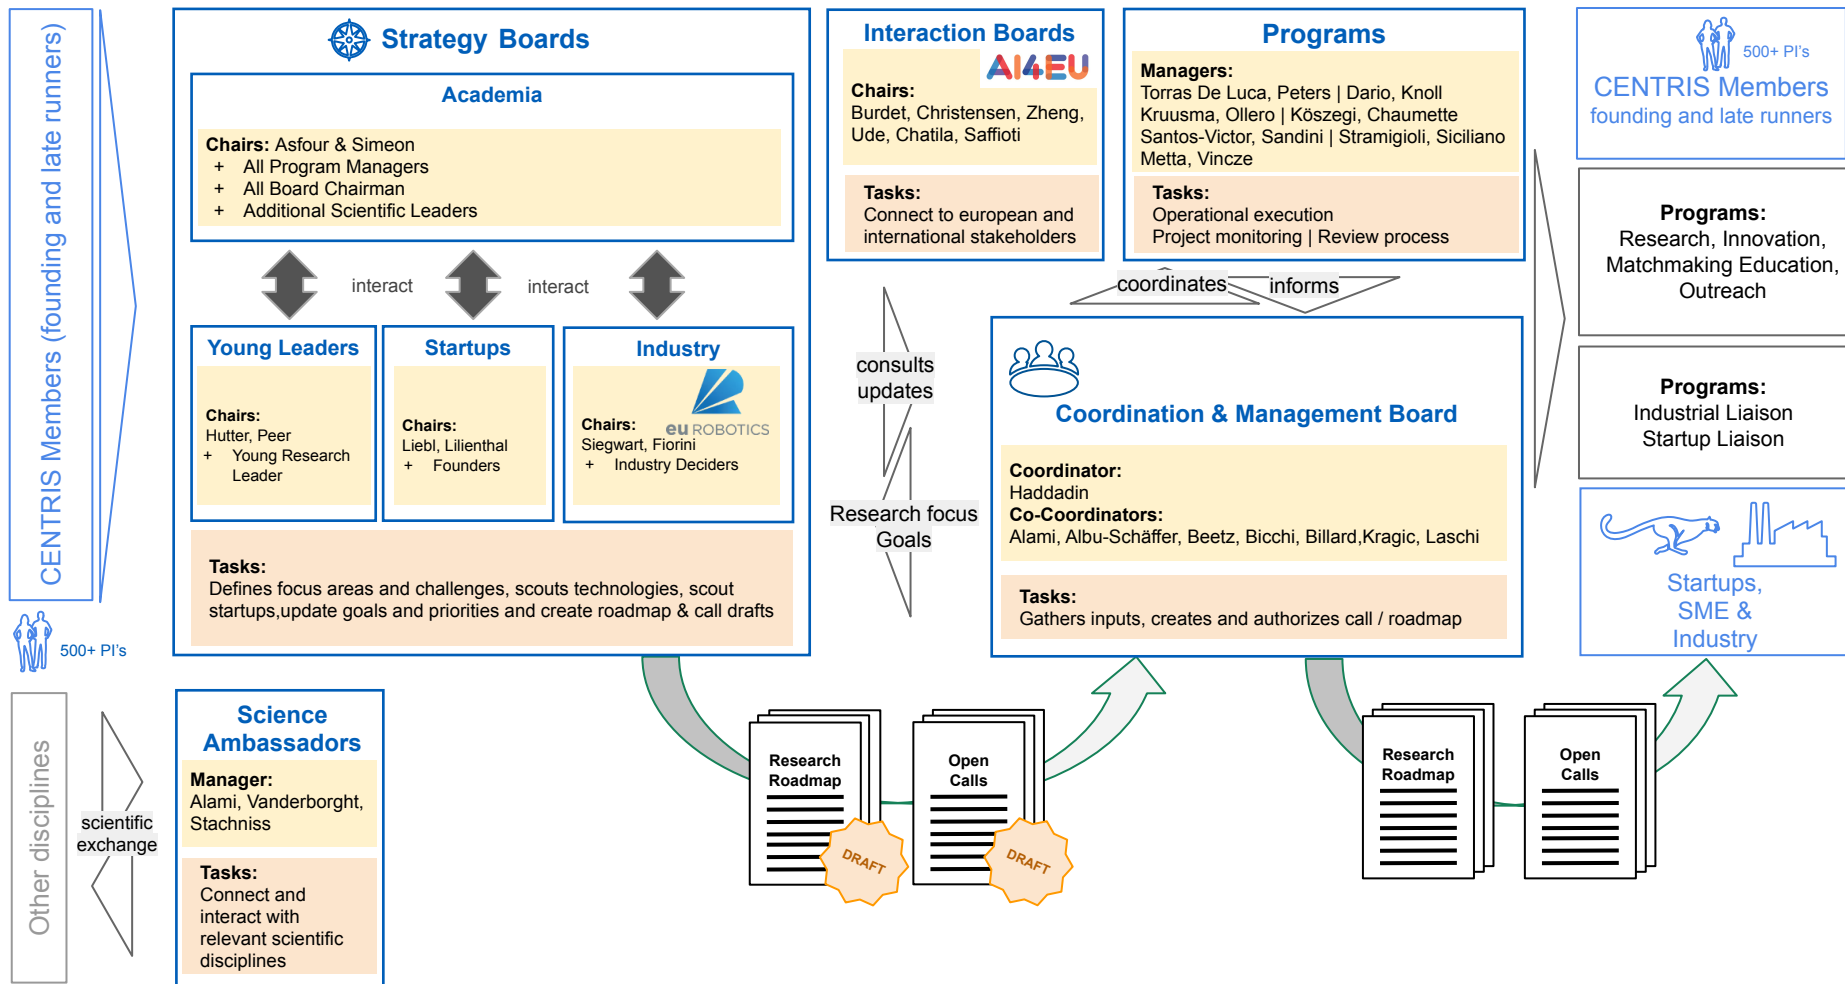 CENTRIS Members (founding and late runners)
500+ PI's
Strategy Boards
Academia
Chairs: Asfour & Simeon
+ All Program Managers
+ All Board Chairman
+ Additional Scientific Leaders
interact
interact
Young Leaders
Chairs:
Hutter, Peer
+ Young Research
Leader
Startups
Chairs:
Liebl, Lilienthal
+ Founders
Industry
eu ROBOTICS
Chairs:
Siegwart, Fiorini
+ Industry Deciders
Tasks:
Defines focus areas and challenges, scouts technologies, scout
startups,update goals and priorities and create roadmap & call drafts
Interaction Boards
AI4EU
Chairs:
Burdet, Christensen, Zheng,
Ude, Chatila, Saffioti
Tasks:
Connect to european and
international stakeholders
Programs
Managers:
Torras De Luca, Peters | Dario, Knoll
Kruusma, Ollero | Köszegi, Chaumette
Santos-Victor, Sandini | Stramigioli, Siciliano
Metta, Vincze
Tasks:
Operational execution
Project monitoring | Review process
coordinates
informs
consults
updates
Research focus
Goals
Coordination & Management Board
Coordinator:
Haddadin
Co-Coordinators:
Alami, Albu-Schäffer, Beetz, Bicchi, Billard,Kragic, Laschi
Tasks:
Gathers inputs, creates and authorizes call / roadmap
500+ PI's
CENTRIS Members
founding and late runners
Programs:
Research, Innovation,
Matchmaking Education,
Outreach
Programs:
Industrial Liaison
Startup Liaison
Startups,
SME &
Industry
Other disciplines
scientific
exchange
Science
Ambassadors
Manager:
Alami, Vanderborght,
Stachniss
Tasks:
Connect and
interact with
relevant scientific
disciplines
Research
Roadmap
DRAFT
Open
Calls
DRAFT
Research
Roadmap
Open
Calls